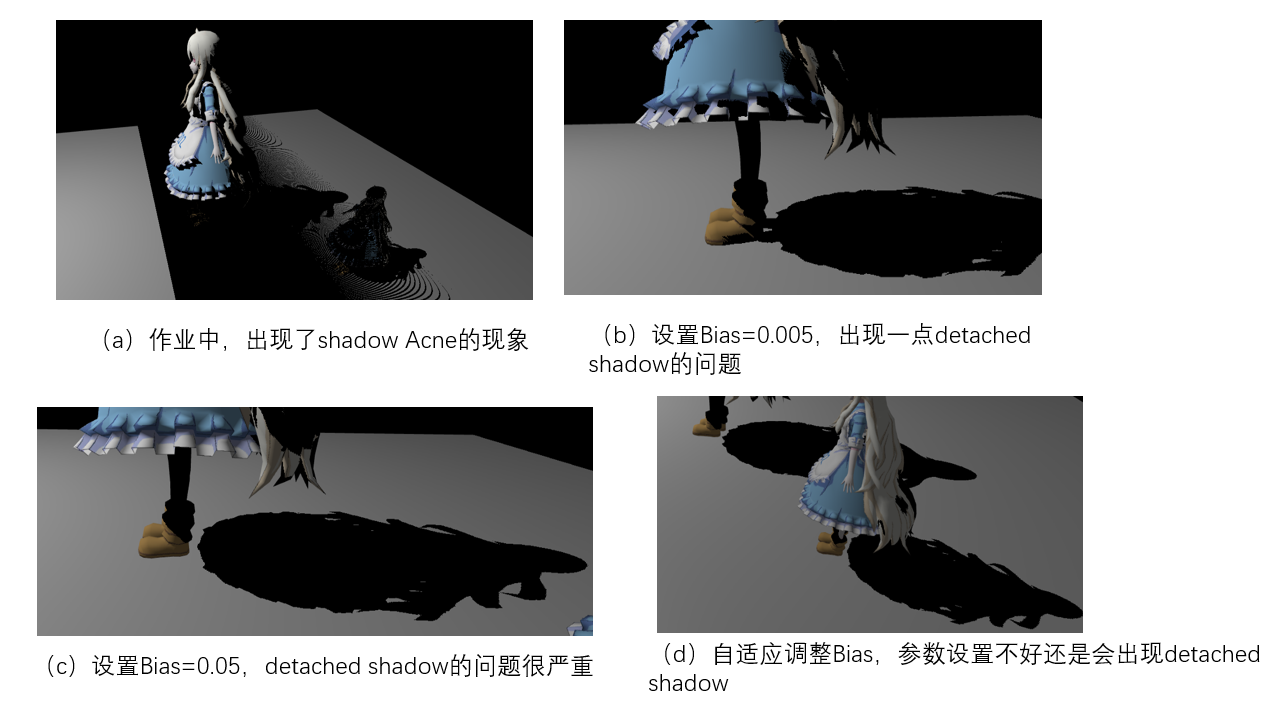 （a）作业中，出现了shadow Acne的现象
（b）设置Bias=0.005，出现一点detached
shadow的问题
（c）设置Bias=0.05，detached shadow的问题很严重
（d）自适应调整Bias，参数设置不好还是会出现detached
shadow